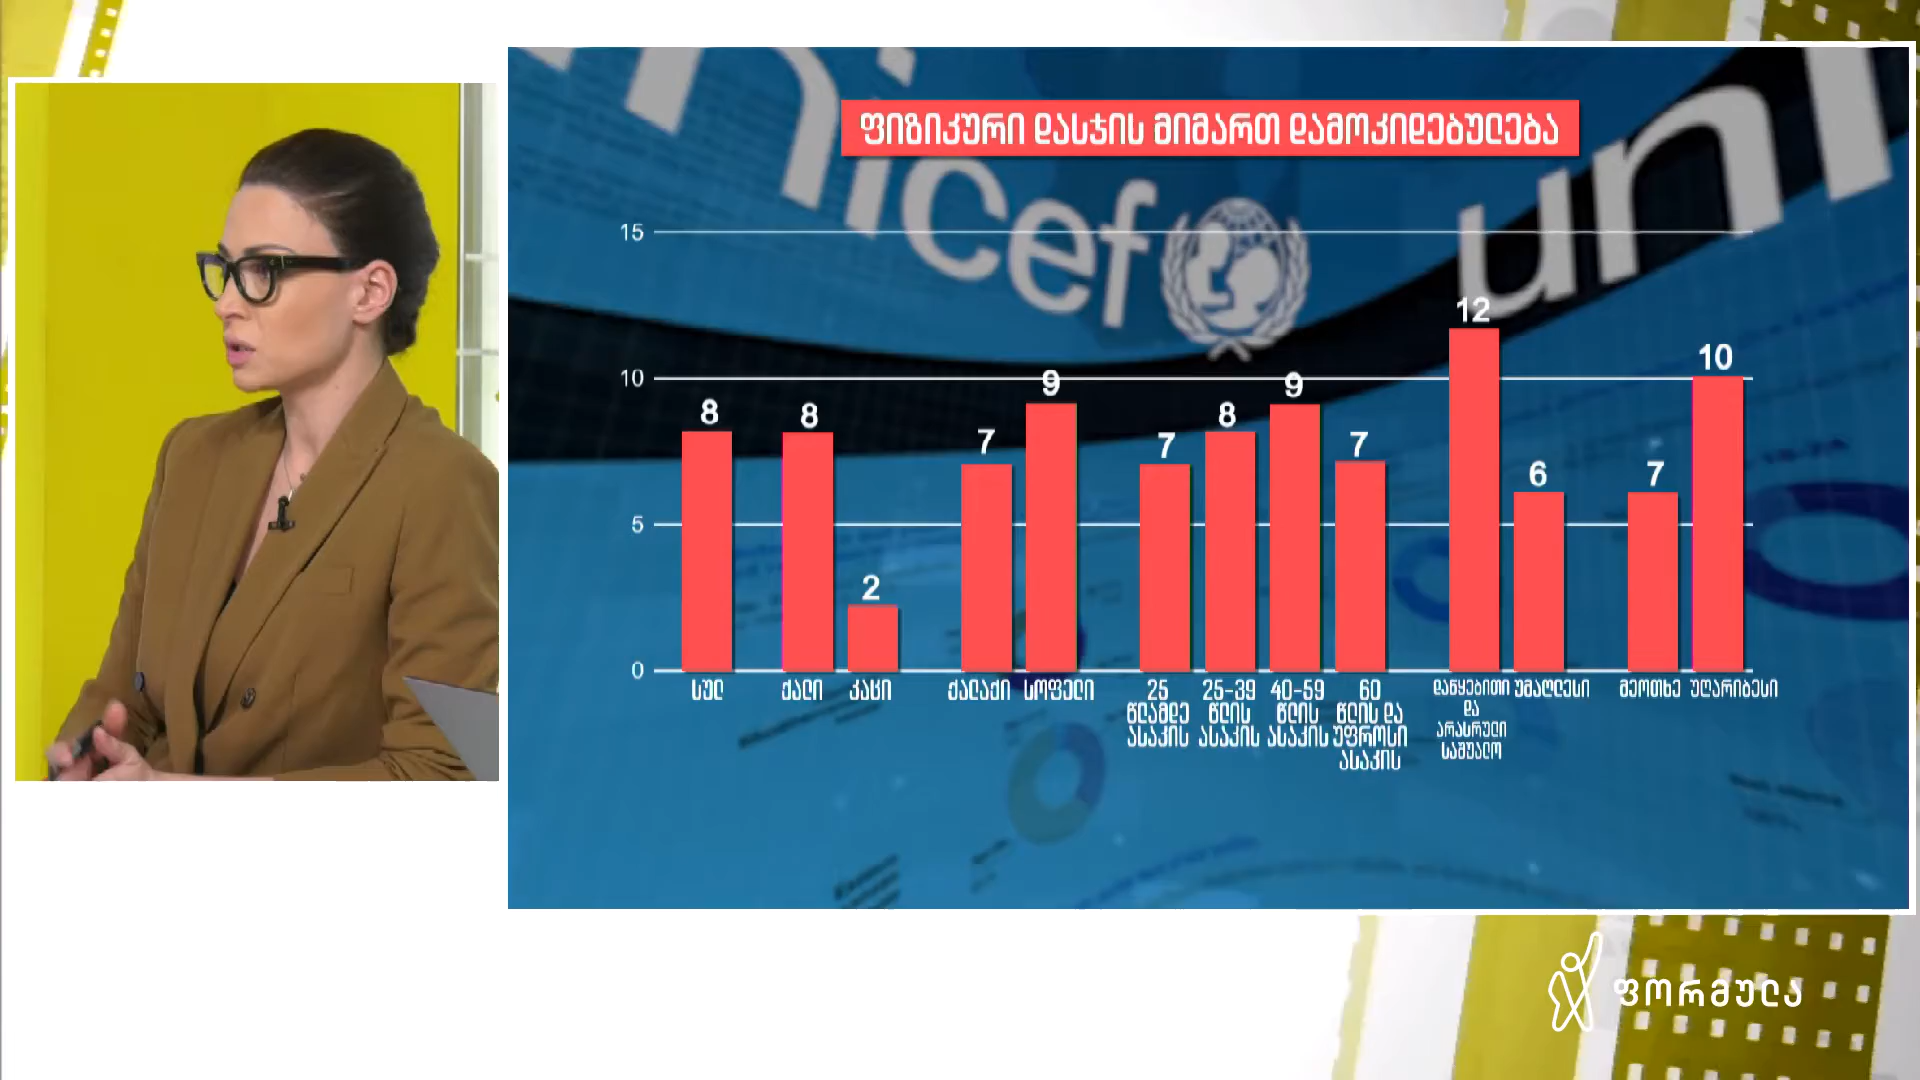 nicef
uni
ფიზიკური დასჯის მიმართ დამოკიდებულება
15
10
5
0
8
8
2
7
9
7
8
9
7
12
6
7
10
სულ
ქალი
კაცი
ქალაქი
სოფელი
25
წლამდე
ასაკის
25-39
წლის
ასაკის
40-59
წლის
ასაკის
60
წლის და
უფროსი
ასაკის
დაწყებითი
და
არასრული
საშუალო
უმაღლესი
მეოთხე
უღარიბესი
ფორმულა